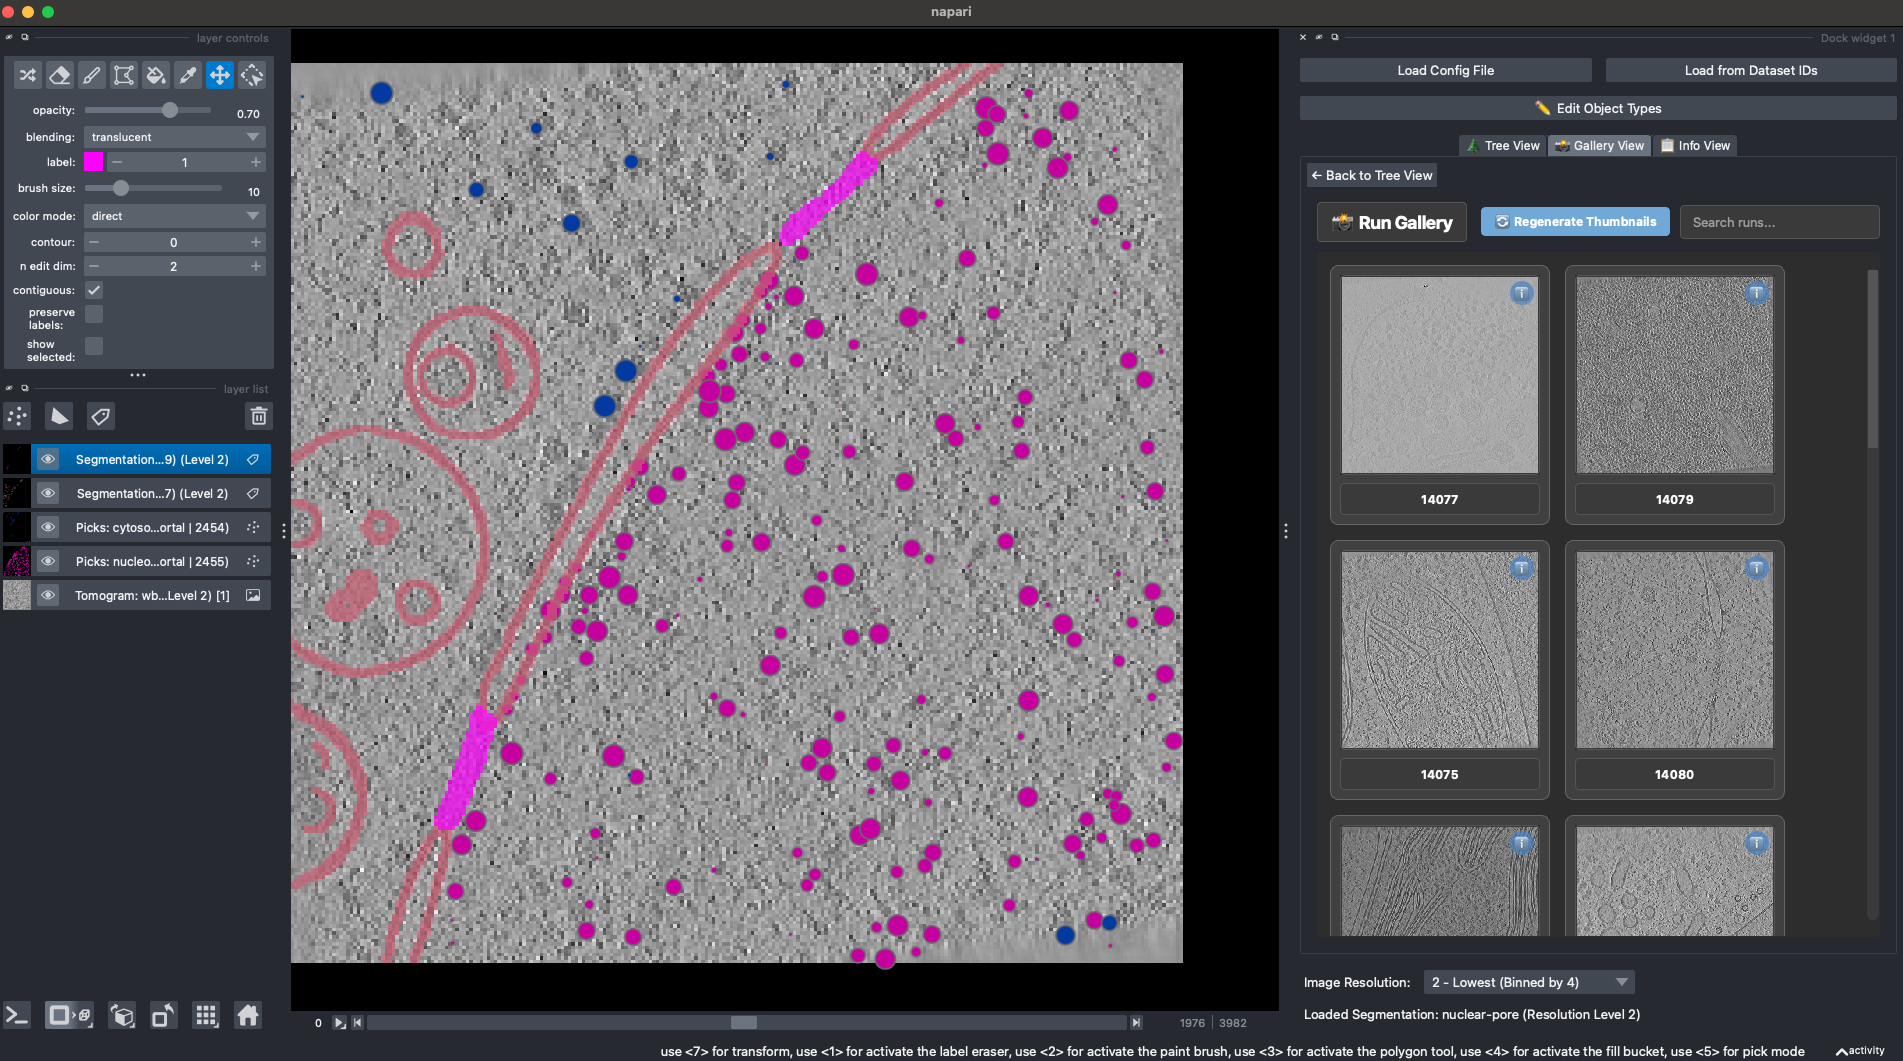 napari
layer controls
opacity: 0.70
blending: translucent
label: 1
brush size: 10
color mode: direct
contour: 0
n edit dim: 2
contiguous:
preserve labels:
show selected:
layer list
Segmentation...9) (Level 2)
Segmentation...7) (Level 2)
Picks: cytoso...ortal | 2454)
Picks: nucleo...ortal | 2455)
Tomogram: wb...Level 2) [1]
0
1976 | 3982
Dock widget 1
Load Config File
Load from Dataset IDs
Edit Object Types
Tree View
Gallery View
Info View
← Back to Tree View
Run Gallery
Regenerate Thumbnails
Search runs...
14077
14079
14075
14080
Image Resolution: 2 - Lowest (Binned by 4)
Loaded Segmentation: nuclear-pore (Resolution Level 2)
use <7> for transform, use <1> for activate the label eraser, use <2> for activate the paint brush, use <3> for activate the polygon tool, use <4> for activate the fill bucket, use <5> for pick mode
activity